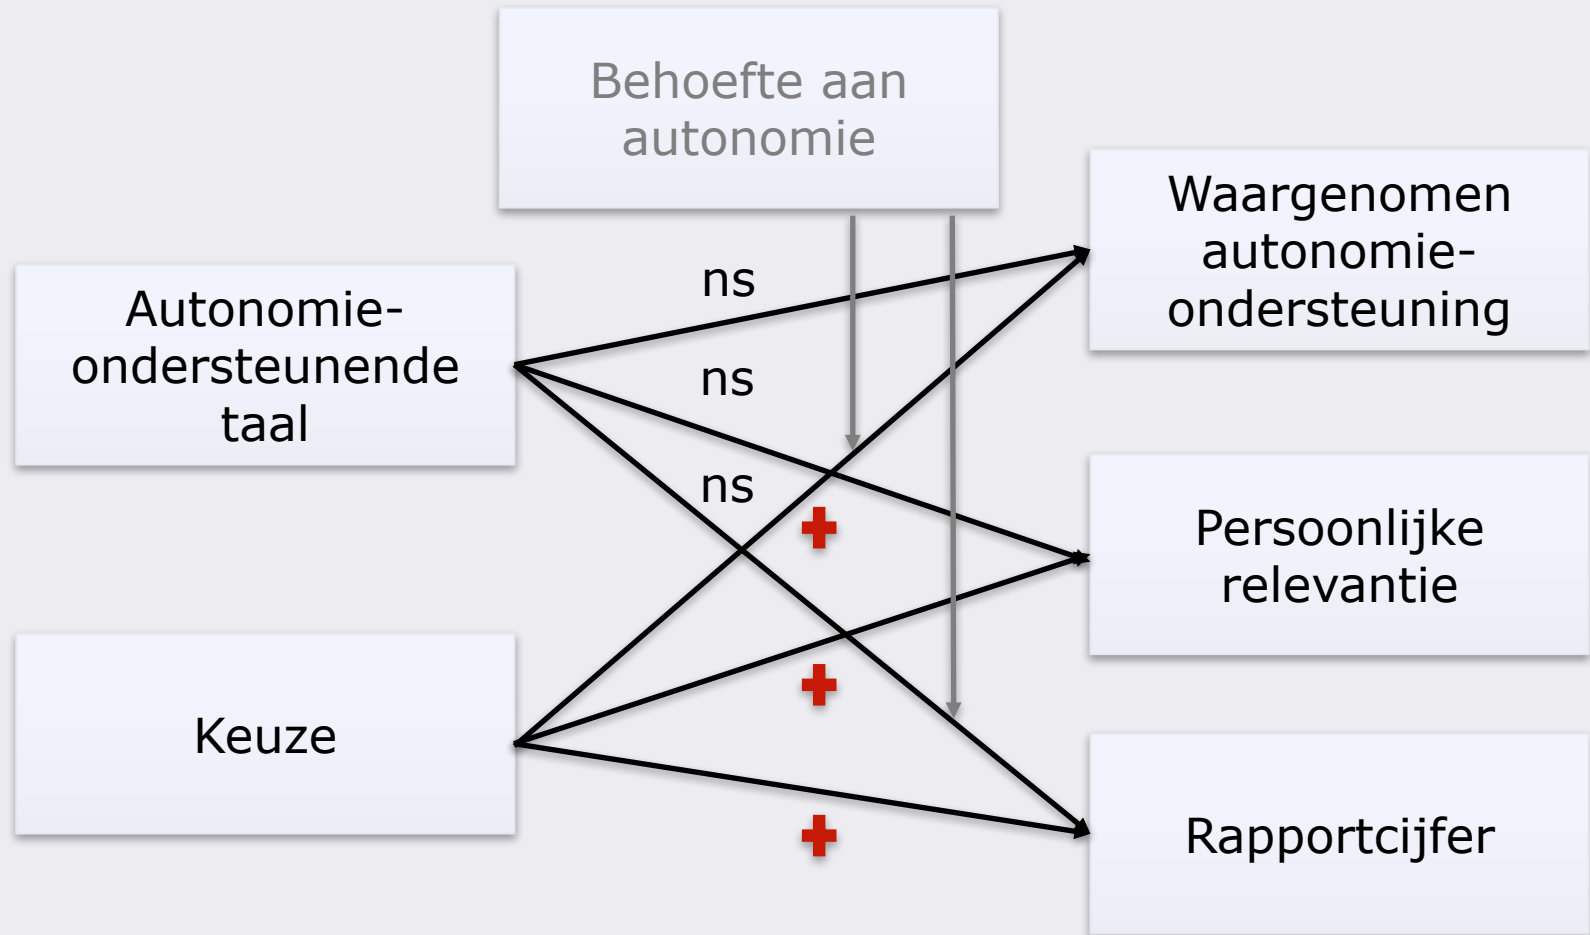 Behoefte aan
autonomie
Waargenomen
autonomie-
ondersteuning
ns
Autonomie-
ondersteunende
taal
ns
ns
Persoonlijke
relevantie
Keuze
Rapportcijfer